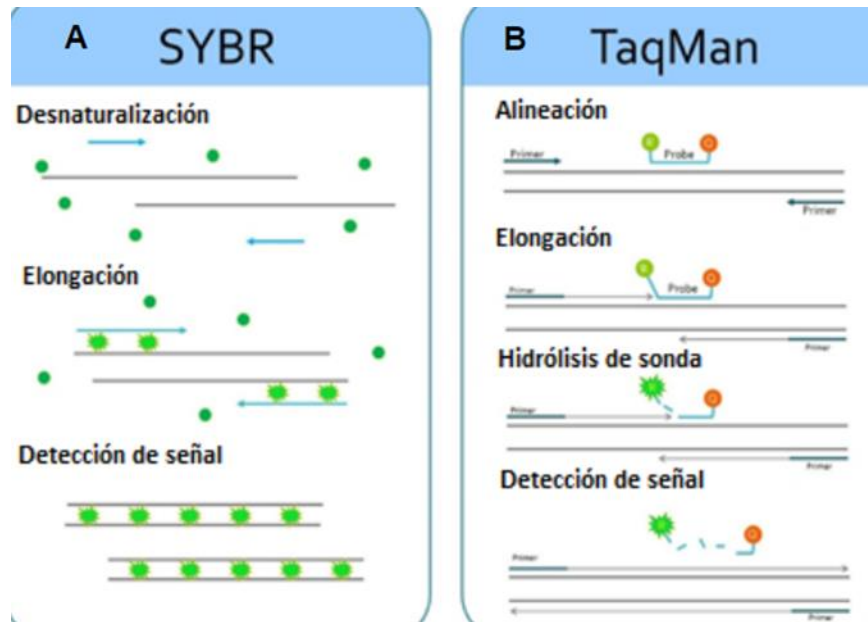 A
SYBR
Desnaturalización
Elongación
Detección de señal
B
TaqMan
Alineación
Primer
Probe
Q
Primer
Elongación
Primer
Probe
Q
Primer
Hidrólisis de sonda
Primer
Q
Primer
Detección de señal
Q
Primer
Primer